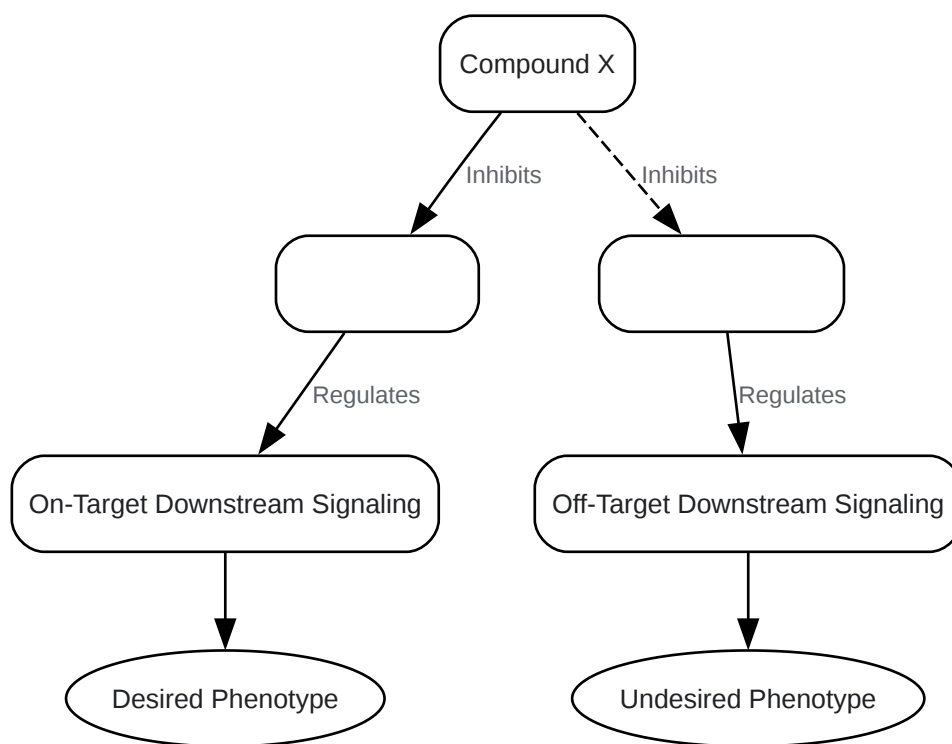 Compound X
Inhibits
Inhibits
Regulates
Regulates
On-Target Downstream Signaling
Off-Target Downstream Signaling
Desired Phenotype
Undesired Phenotype